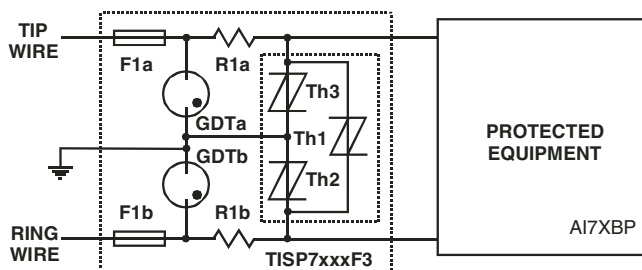 TIP
WIRE
F1a
R1a
GDTa
Th3
Th1
GDTb
Th2
F1b
R1b
RING
WIRE
TISP7xxxF3
PROTECTED
EQUIPMENT
AI7XBP